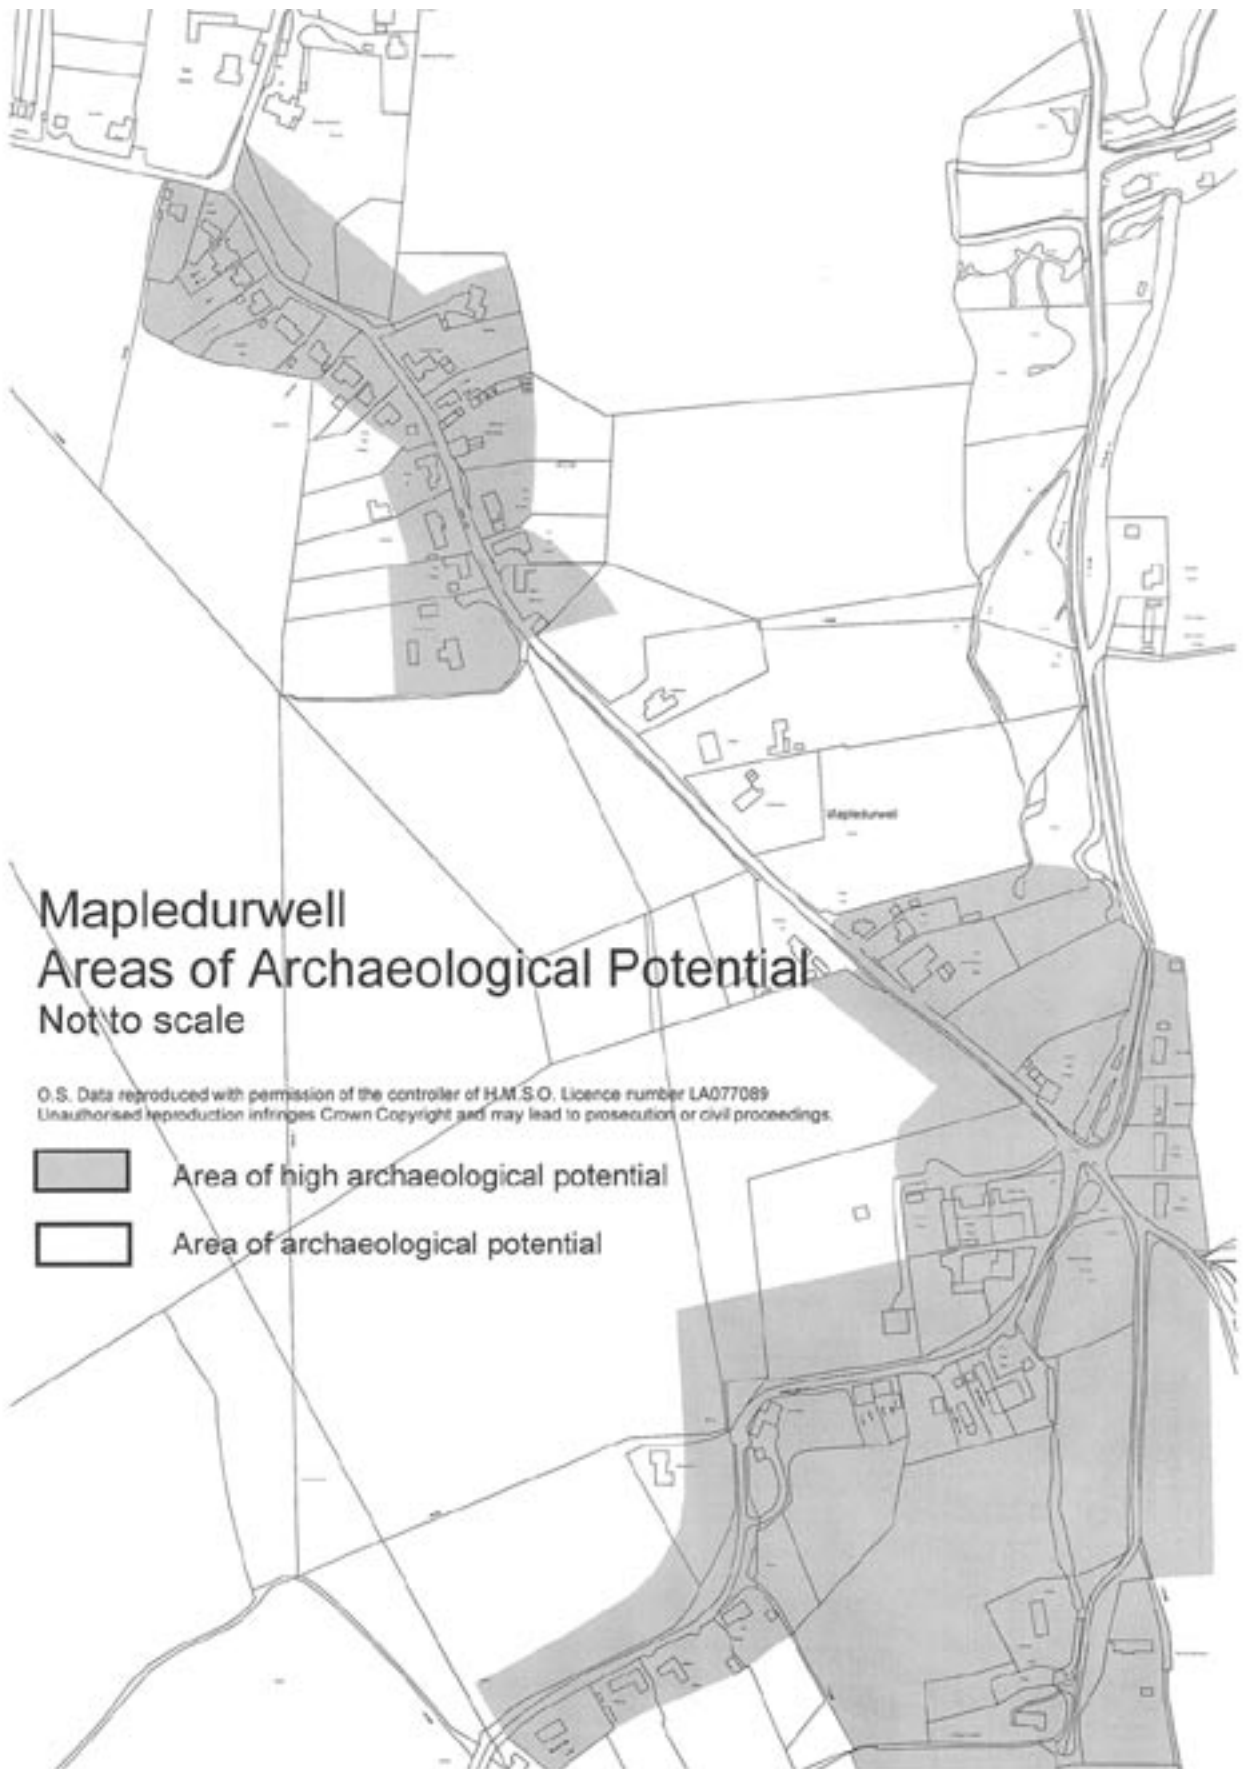 Mapledurwell
Mapledurwell
Areas of Archaeological Potential
Not to scale
O.S. Data reproduced with permission of the controller of H.M.S.O. Licence number LA077089
Unauthorised reproduction infringes Crown Copyright and may lead to prosecution or civil proceedings.
Area of high archaeological potential
Area of archaeological potential